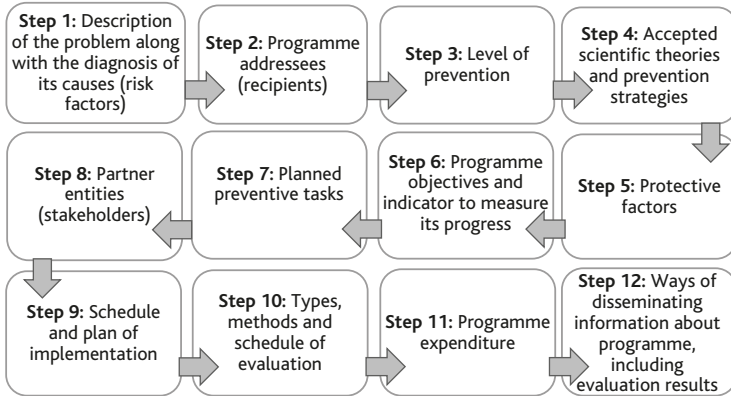 Step 1: Description
of the problem along
with the diagnosis of
its causes (risk
factors)
Step 2: Programme
addressees
(recipients)
Step 3: Level of
prevention
Step 4: Accepted
scientific theories
and prevention
strategies
Step 5: Protective
factors
Step 6: Programme
objectives and
indicator to measure
its progress
Step 7: Planned
preventive tasks
Step 8: Partner
entities
(stakeholders)
Step 9: Schedule
and plan of
implementation
Step 10: Types,
methods and
schedule of
evaluation
Step 11: Programme
expenditure
Step 12: Ways of
disseminating
information about
programme,
including
evaluation results